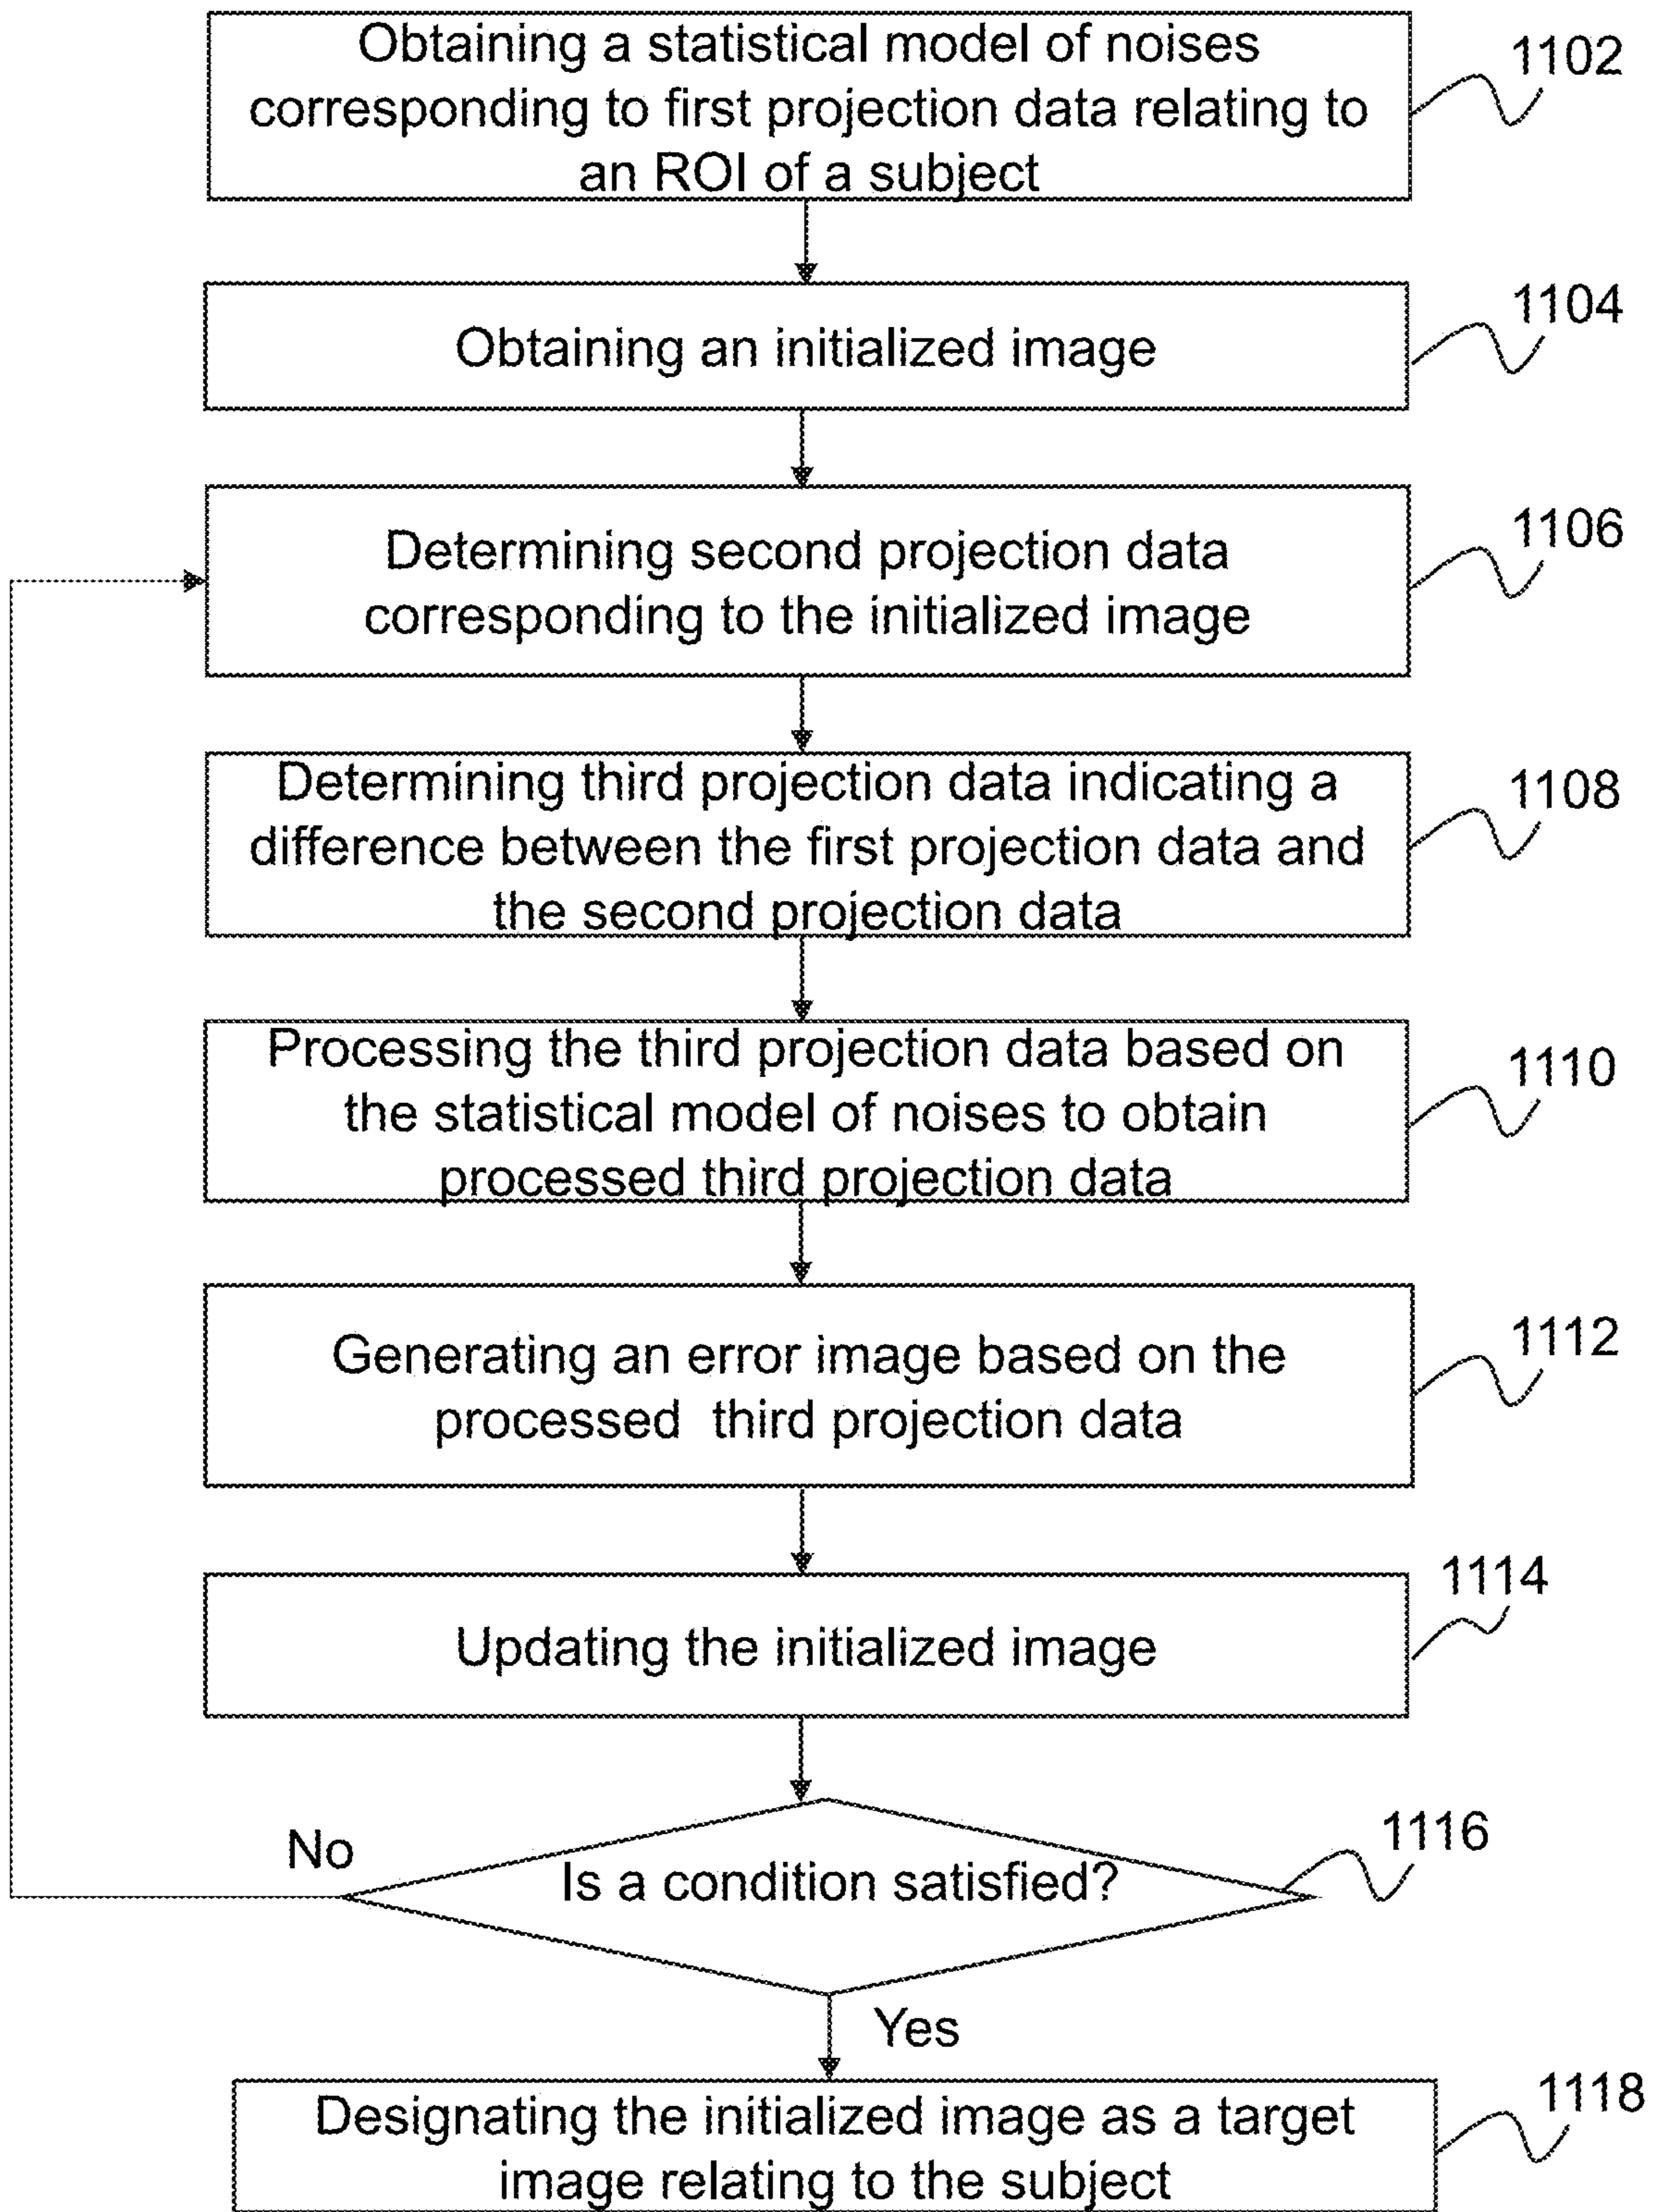 Obtaining a statistical model of noises
corresponding to first projection data relating to
an ROI of a subject
1102
Obtaining an initialized image
1104
Determining second projection data
corresponding to the initialized image
1106
Determining third projection data indicating a
difference between the first projection data and
the second projection data
1108
Processing the third projection data based on
the statistical model of noises to obtain
processed third projection data
1110
Generating an error image based on the
processed third projection data
1112
Updating the initialized image
1114
Is a condition satisfied?
1116
No
Yes
Designating the initialized image as a target
image relating to the subject
1118